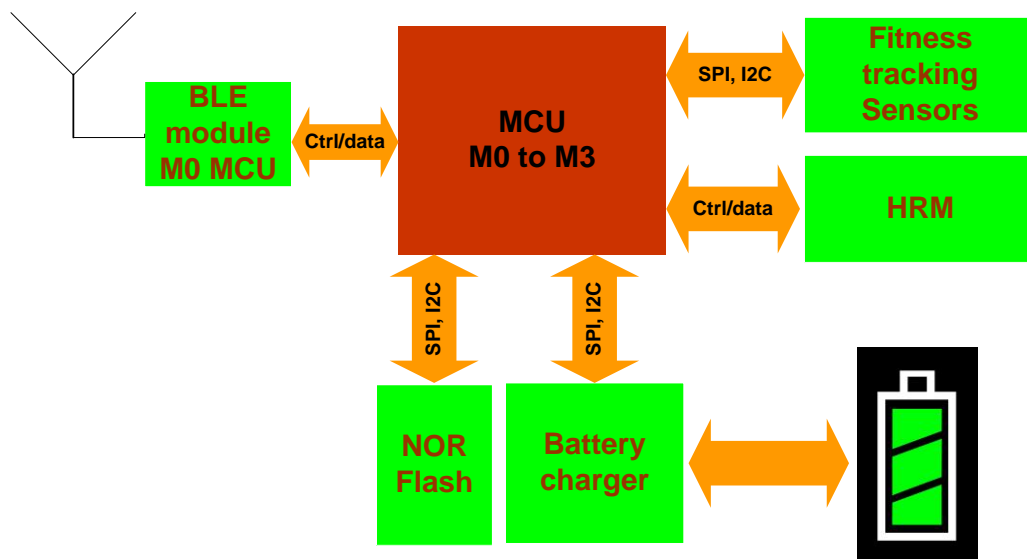 BLE
module
M0 MCU
Ctrl/data
MCU
M0 to M3
SPI, I2C
Fitness
tracking
Sensors
Ctrl/data
HRM
SPI, I2C
SPI, I2C
NOR
Flash
Battery
charger